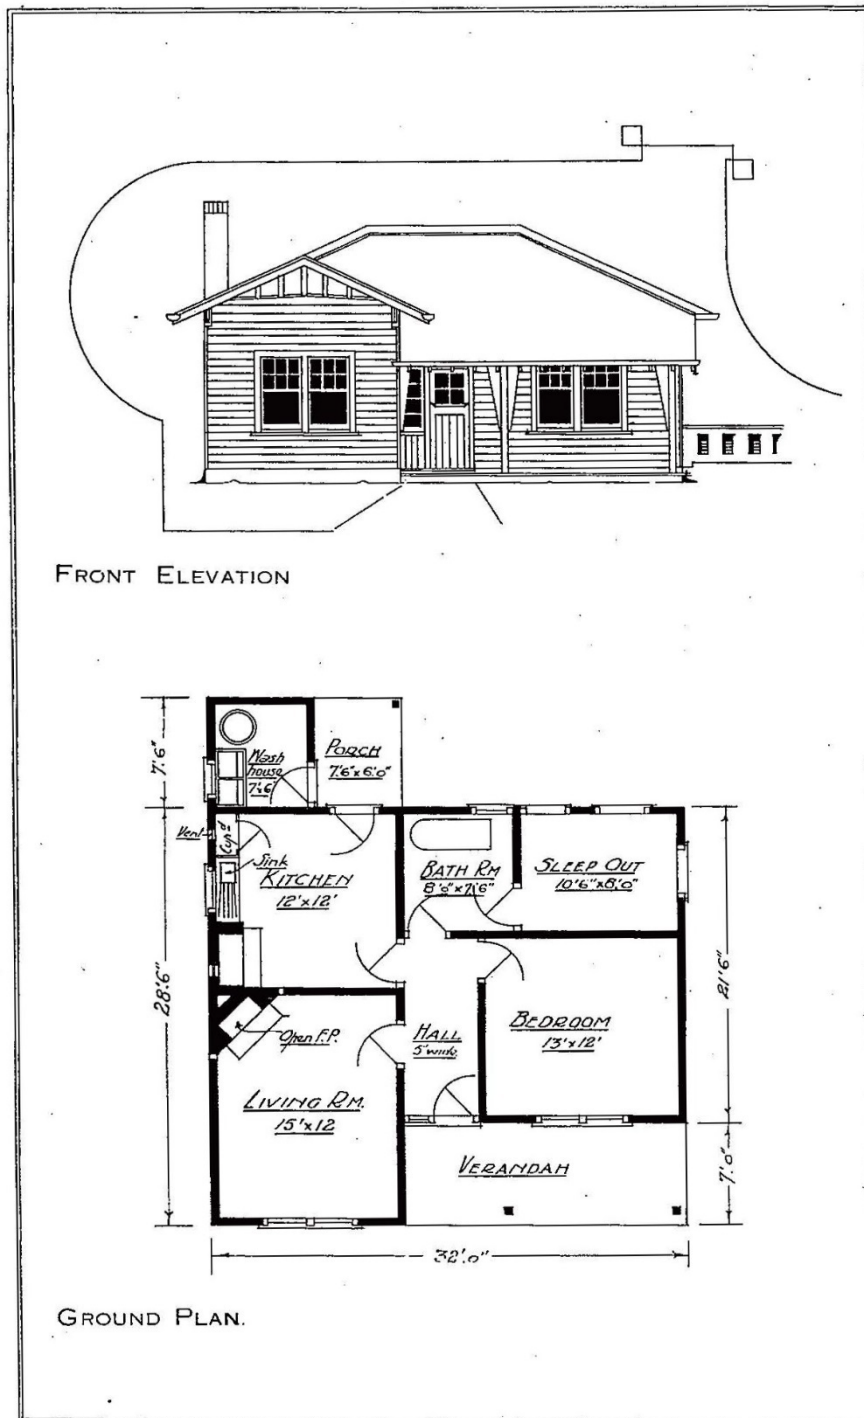 FRONT ELEVATION
7'.6"
Wash
house
7'x6'
PORCH
7'.6"x6'.0"
Vent
Cup'd
Sink
KITCHEN
12'x12'
BATH RM
8'.0"x7'.6"
SLEEP OUT
10'.6"x8'.0"
28'.6"
21'.6"
Open F.P.
HALL
5' wide
BEDROOM
13'x12'
LIVING RM.
15'x12
VERANDAH
7'.0"
32'.0"
GROUND PLAN.